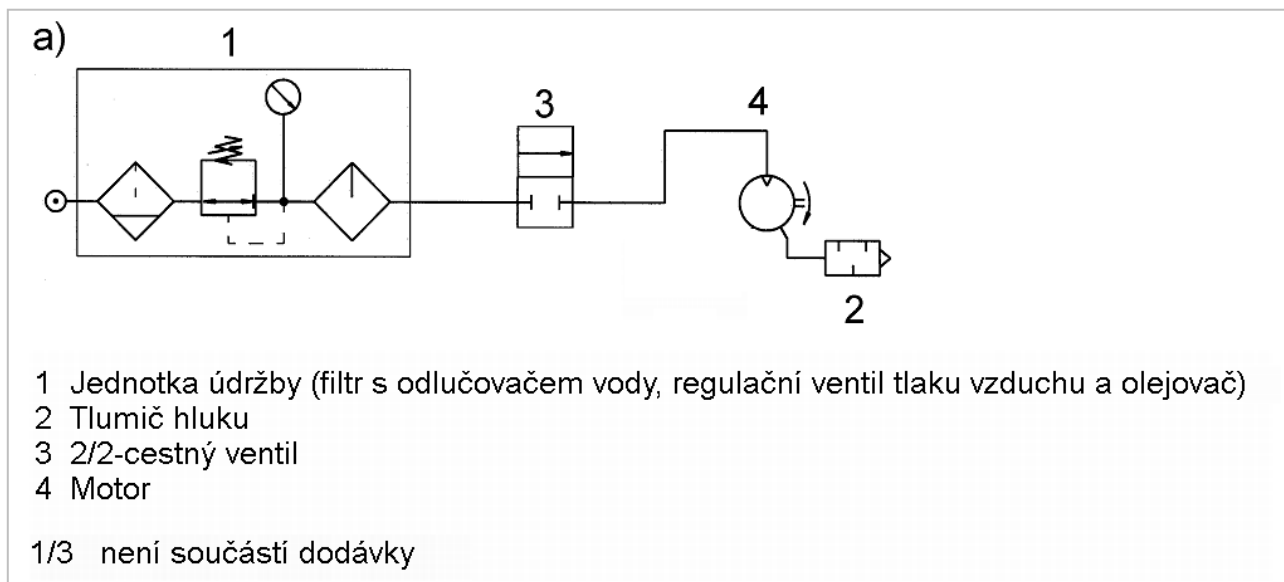 a)
1
3
4
2
1 Jednotka údržby (filtr s odlučovačem vody, regulační ventil tlaku vzduchu a olejovač)
2 Tlumič hluku
3 2/2-cestný ventil
4 Motor
1/3 není součástí dodávky